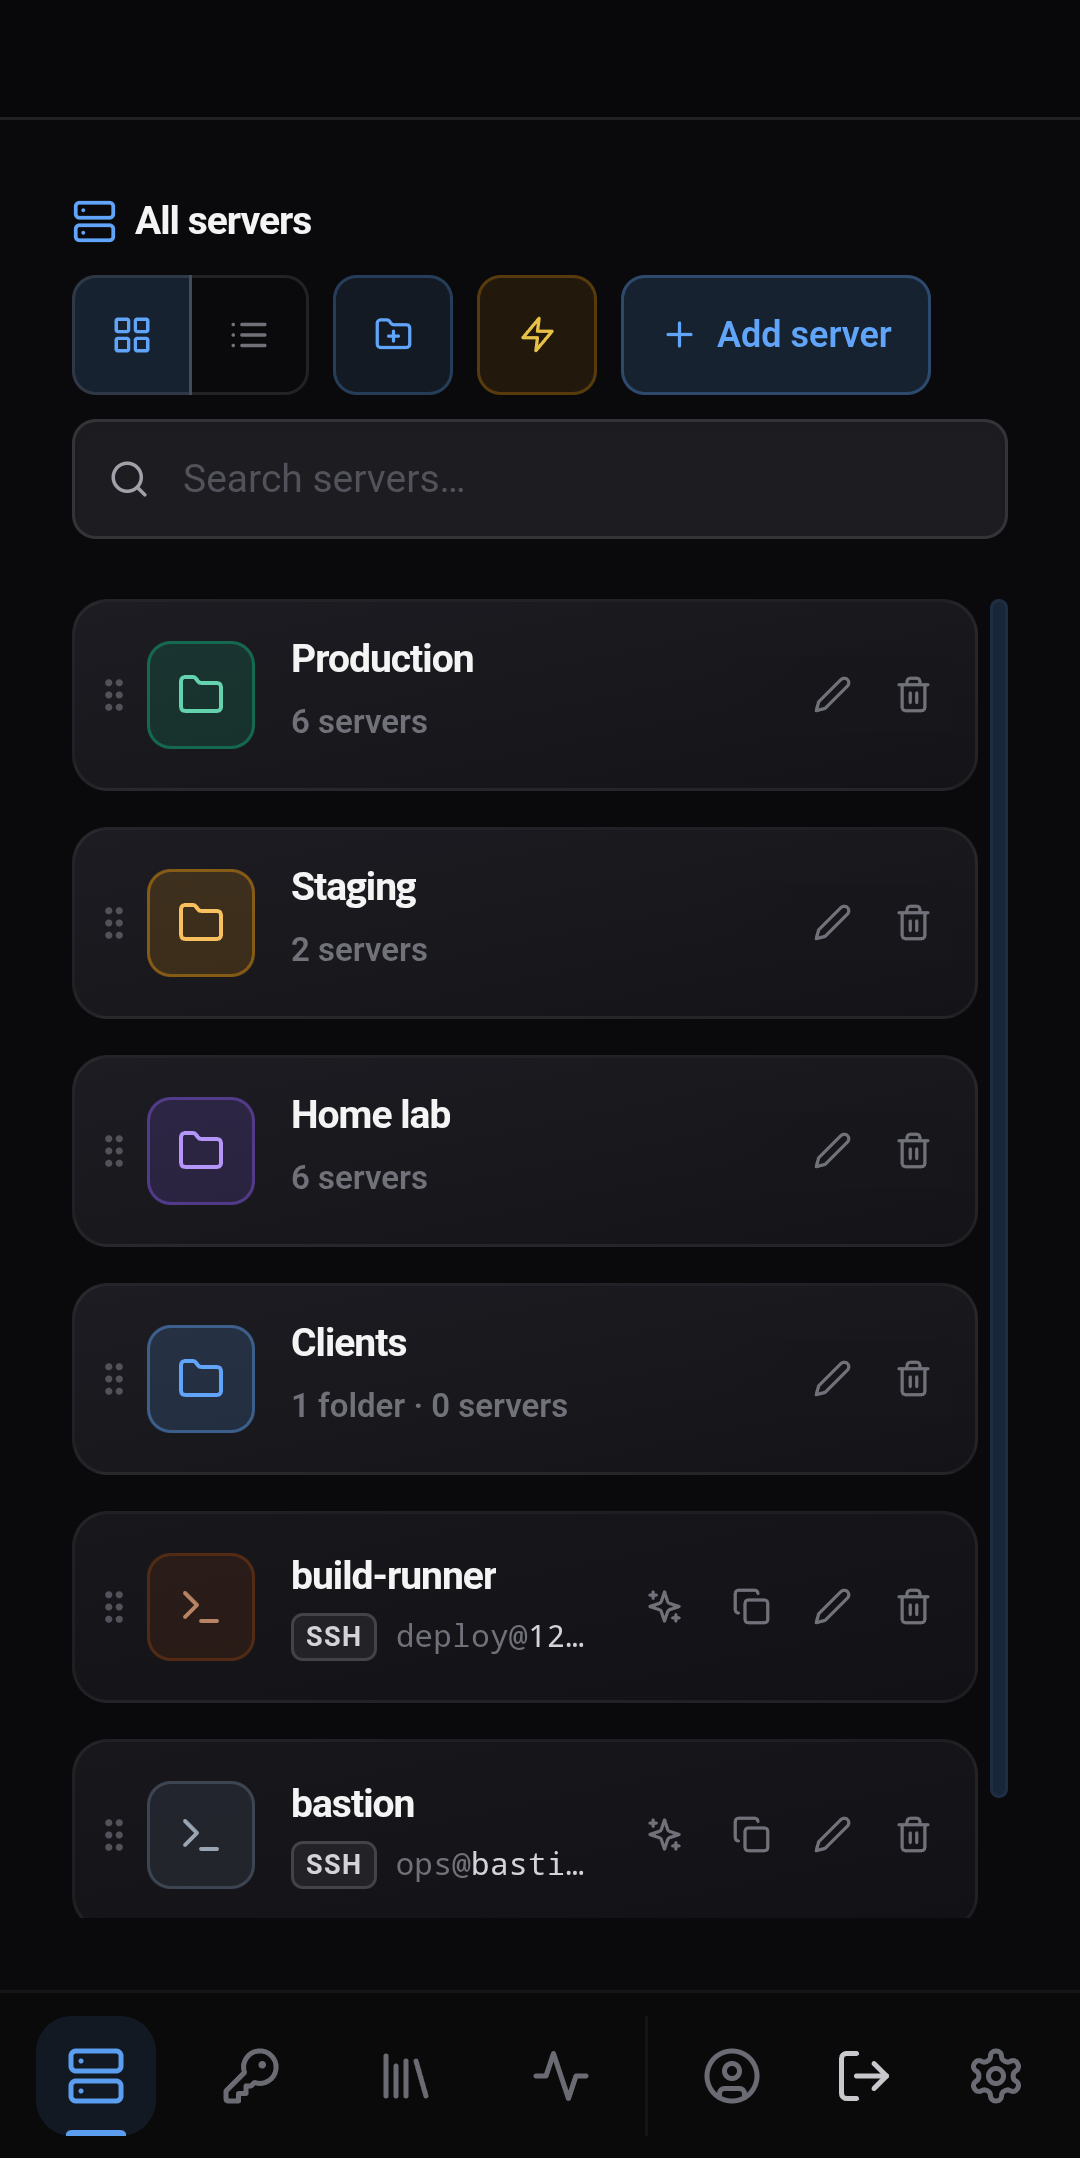 All servers
Add server
Search servers…
Production
6 servers
Staging
2 servers
Home lab
6 servers
Clients
1 folder · 0 servers
build-runner
SSH deploy@12…
bastion
SSH ops@basti…